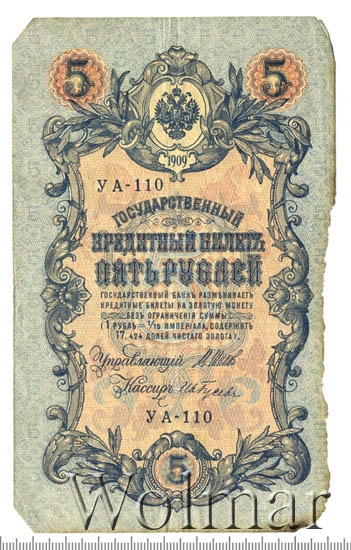 5 5
1909
УА-110
ГОСУДАРСТВЕННЫЙ
КРЕДИТНЫЙ БИЛЕТЪ
ПЯТЬ РУБЛЕЙ
ГОСУДАРСТВЕННЫЙ БАНКЪ РАЗМѢНИВАЕТЪ
КРЕДИТНЫЕ БИЛЕТЫ НА ЗОЛОТУЮ МОНЕТУ
БЕЗЪ ОГРАНИЧЕНІЯ СУММЫ
(1 РУБЛЬ = 1/15 ИМПЕРІАЛА, СОДЕРЖИТЪ
17,424 ДОЛЕЙ ЧИСТАГО ЗОЛОТА).
Управляющій
Кассиръ
УА-110
5
Wolmar